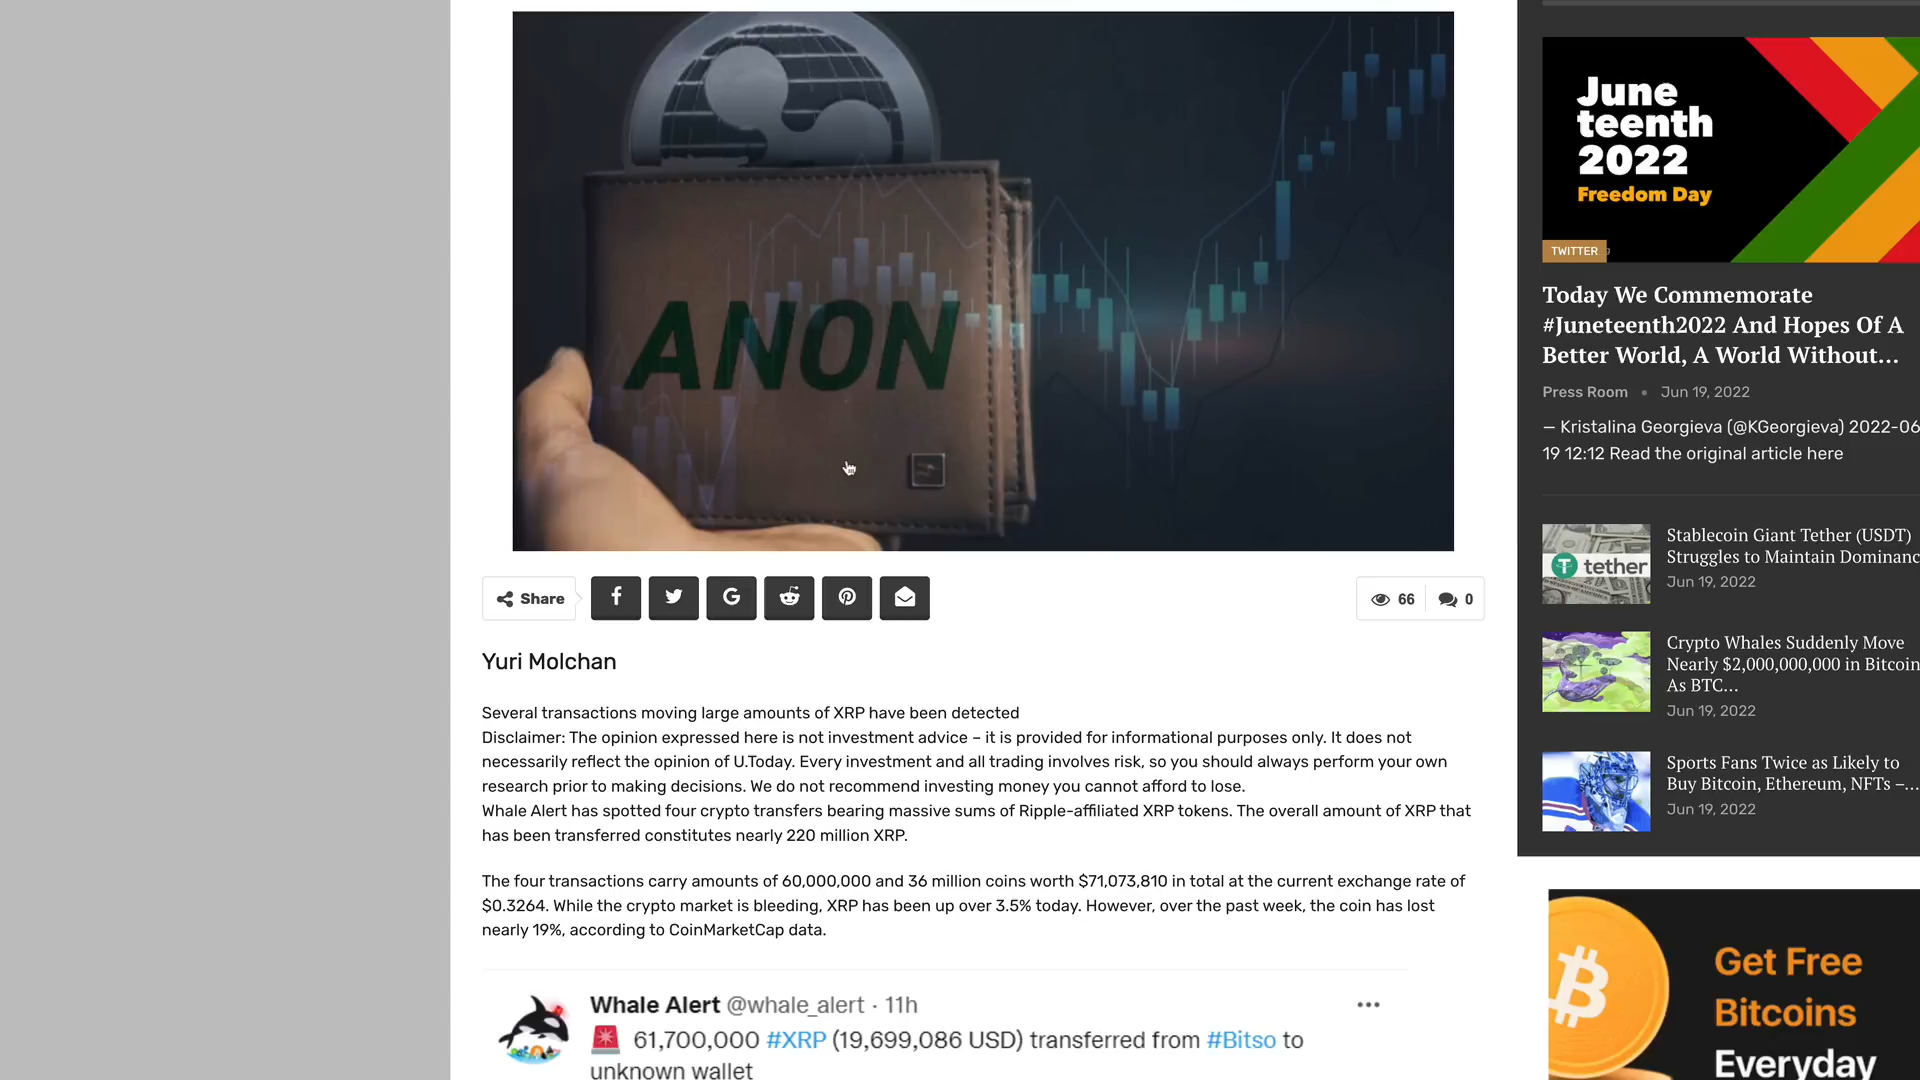 ANON
Share
66
0
Yuri Molchan
Several transactions moving large amounts of XRP have been detected
Disclaimer: The opinion expressed here is not investment advice – it is provided for informational purposes only. It does not
necessarily reflect the opinion of U.Today. Every investment and all trading involves risk, so you should always perform your own
research prior to making decisions. We do not recommend investing money you cannot afford to lose.
Whale Alert has spotted four crypto transfers bearing massive sums of Ripple-affiliated XRP tokens. The overall amount of XRP that
has been transferred constitutes nearly 220 million XRP.
The four transactions carry amounts of 60,000,000 and 36 million coins worth $71,073,810 in total at the current exchange rate of
$0.3264. While the crypto market is bleeding, XRP has been up over 3.5% today. However, over the past week, the coin has lost
nearly 19%, according to CoinMarketCap data.
Whale Alert @whale_alert · 11h
61,700,000 #XRP (19,699,086 USD) transferred from #Bitso to
unknown wallet
June
teenth
2022
Freedom Day
TWITTER
Today We Commemorate
#Juneteenth2022 And Hopes Of A
Better World, A World Without…
Press Room • Jun 19, 2022
— Kristalina Georgieva (@KGeorgieva) 2022-06
19 12:12 Read the original article here
tether
Stablecoin Giant Tether (USDT)
Struggles to Maintain Dominanc
Jun 19, 2022
Crypto Whales Suddenly Move
Nearly $2,000,000,000 in Bitcoin
As BTC…
Jun 19, 2022
Sports Fans Twice as Likely to
Buy Bitcoin, Ethereum, NFTs –…
Jun 19, 2022
Get Free
Bitcoins
Everyday